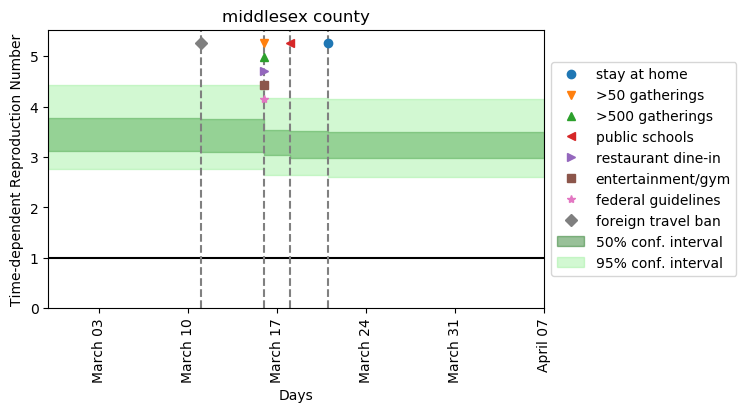 middlesex county
Time-dependent Reproduction Number
5
4
3
2
1
0
March 03
March 10
March 17
March 24
March 31
April 07
Days
stay at home
>50 gatherings
>500 gatherings
public schools
restaurant dine-in
entertainment/gym
federal guidelines
foreign travel ban
50% conf. interval
95% conf. interval